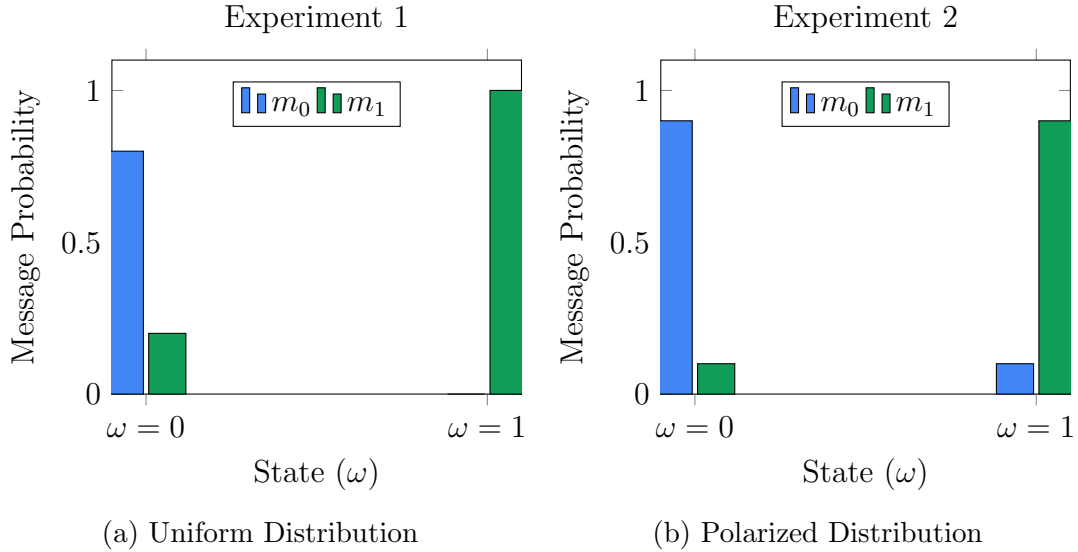 Experiment 1
Message Probability
1
0.5
0
m₀ m₁
ω = 0
ω = 1
State (ω)
(a) Uniform Distribution
Experiment 2
Message Probability
1
0.5
0
m₀ m₁
ω = 0
ω = 1
State (ω)
(b) Polarized Distribution